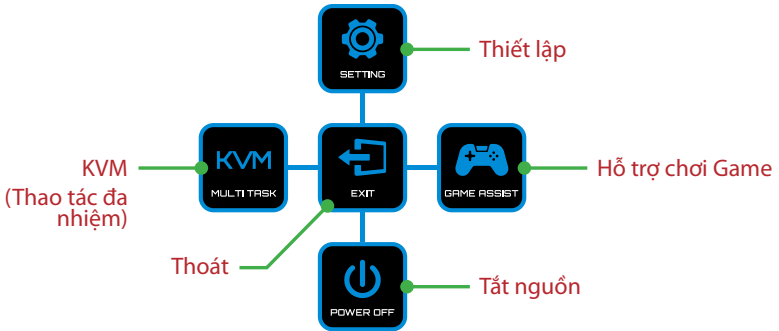 SETTING
Thiết lập
KVM
MULTI TASK
EXIT
GAME ASSIST
KVM
(Thao tác đa
nhiệm)
Hỗ trợ chơi Game
Thoát
POWER OFF
Tắt nguồn